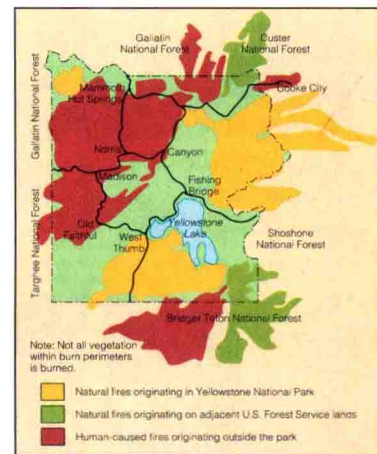 Gallatin
National Forest
Custer
National Forest
Gallatin National Forest
Mammoth
Hot Springs
Cooke City
Norris
Canyon
Madison
Fishing
Bridge
Targhee National Forest
Old
Faithful
West
Thumb
Yellowstone
Lake
Shoshone
National Forest
Bridger Teton National Forest
Note: Not all vegetation
within burn perimeters
is burned.
Natural fires originating in Yellowstone National Park
Natural fires originating on adjacent U.S. Forest Service lands
Human-caused fires originating outside the park